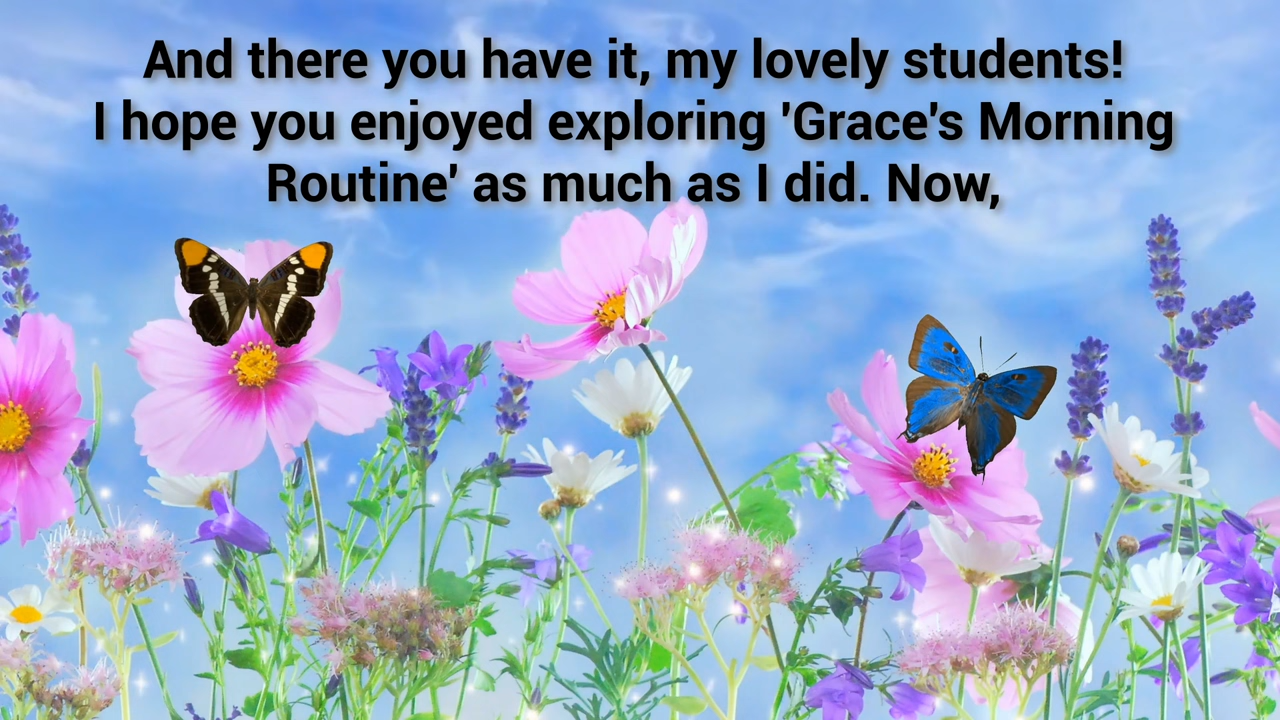 And there you have it, my lovely students!
I hope you enjoyed exploring 'Grace's Morning
Routine' as much as I did. Now,